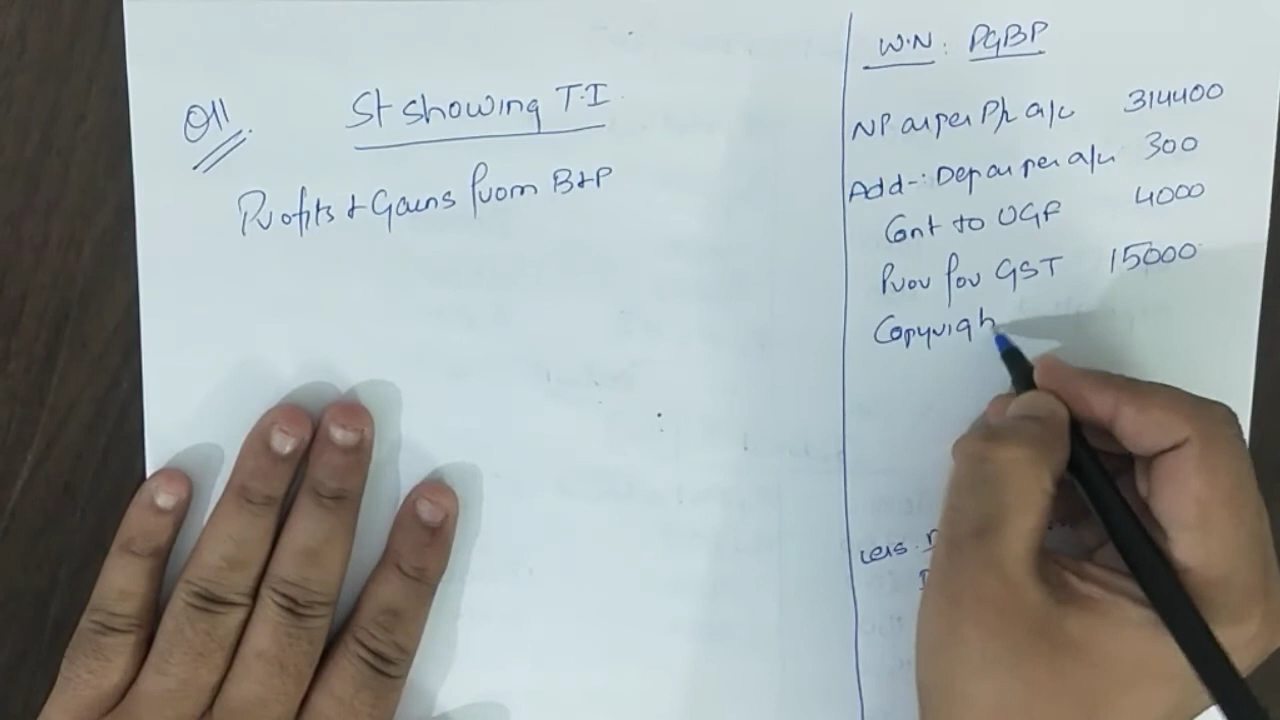 Q11
St showing T.I.
Profits & Gains from B&P
W.N: PGBP
NP as per P/L a/c 314400
Add-: Dep as per a/c 300
Cont to UGF 4000
Prov for GST 15000
Copyrigh
Less.